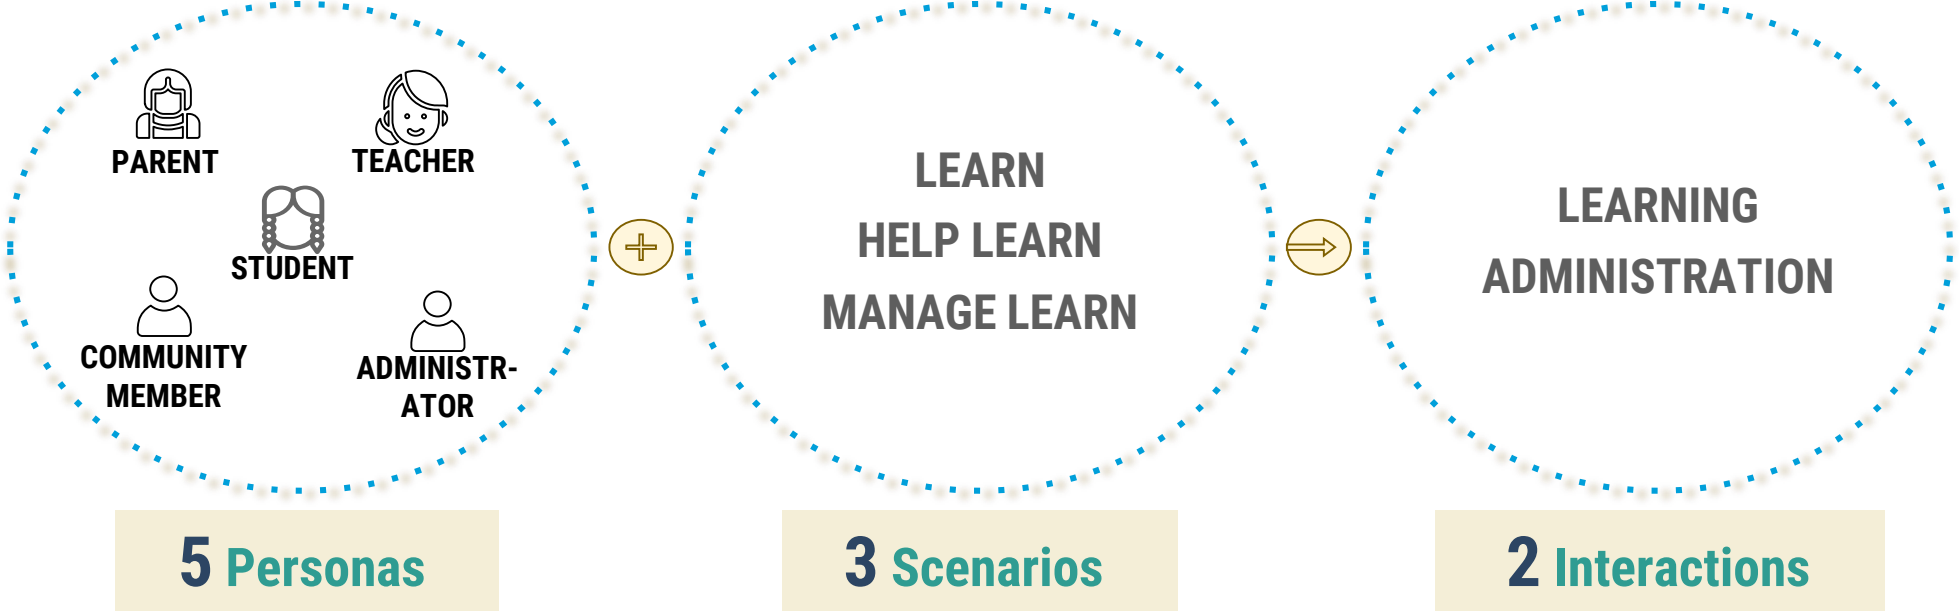 PARENT
TEACHER
STUDENT
COMMUNITY
MEMBER
ADMINISTR-
ATOR
5 Personas
LEARN
HELP LEARN
MANAGE LEARN
3 Scenarios
LEARNING
ADMINISTRATION
2 Interactions